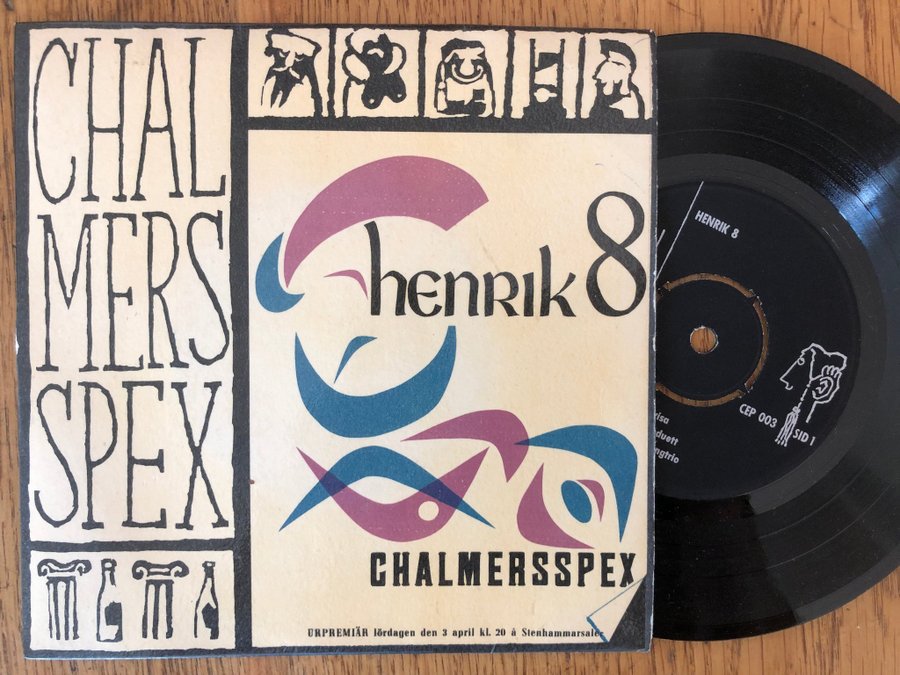 CHAL
MERS
SPEX
henrik 8
CHALMERSSPEX
URPREMIÄR lördagen den 3 april kl. 20 å Stenhammarsalen
HENRIK 8
CEP 003
SID I
duett